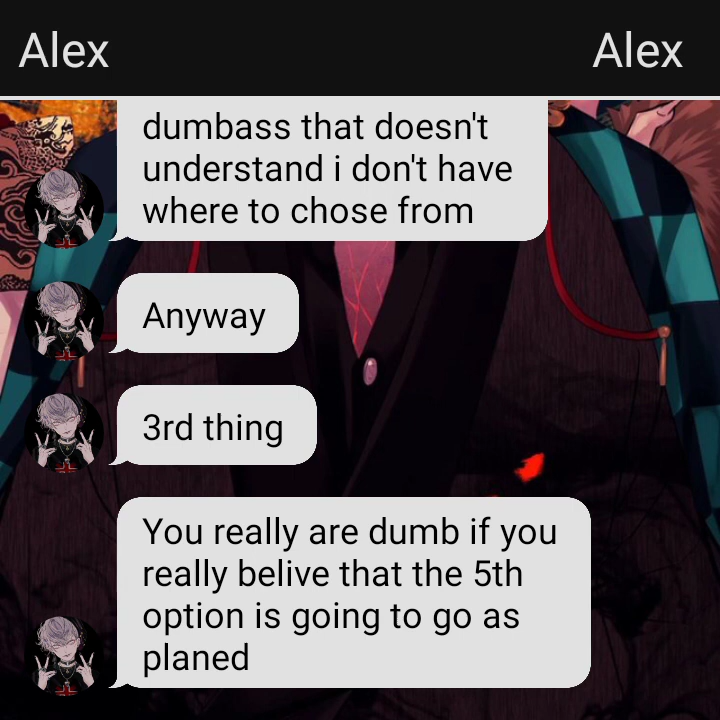 Alex Alex
dumbass that doesn't
understand i don't have
where to chose from
Anyway
3rd thing
You really are dumb if you
really belive that the 5th
option is going to go as
planed